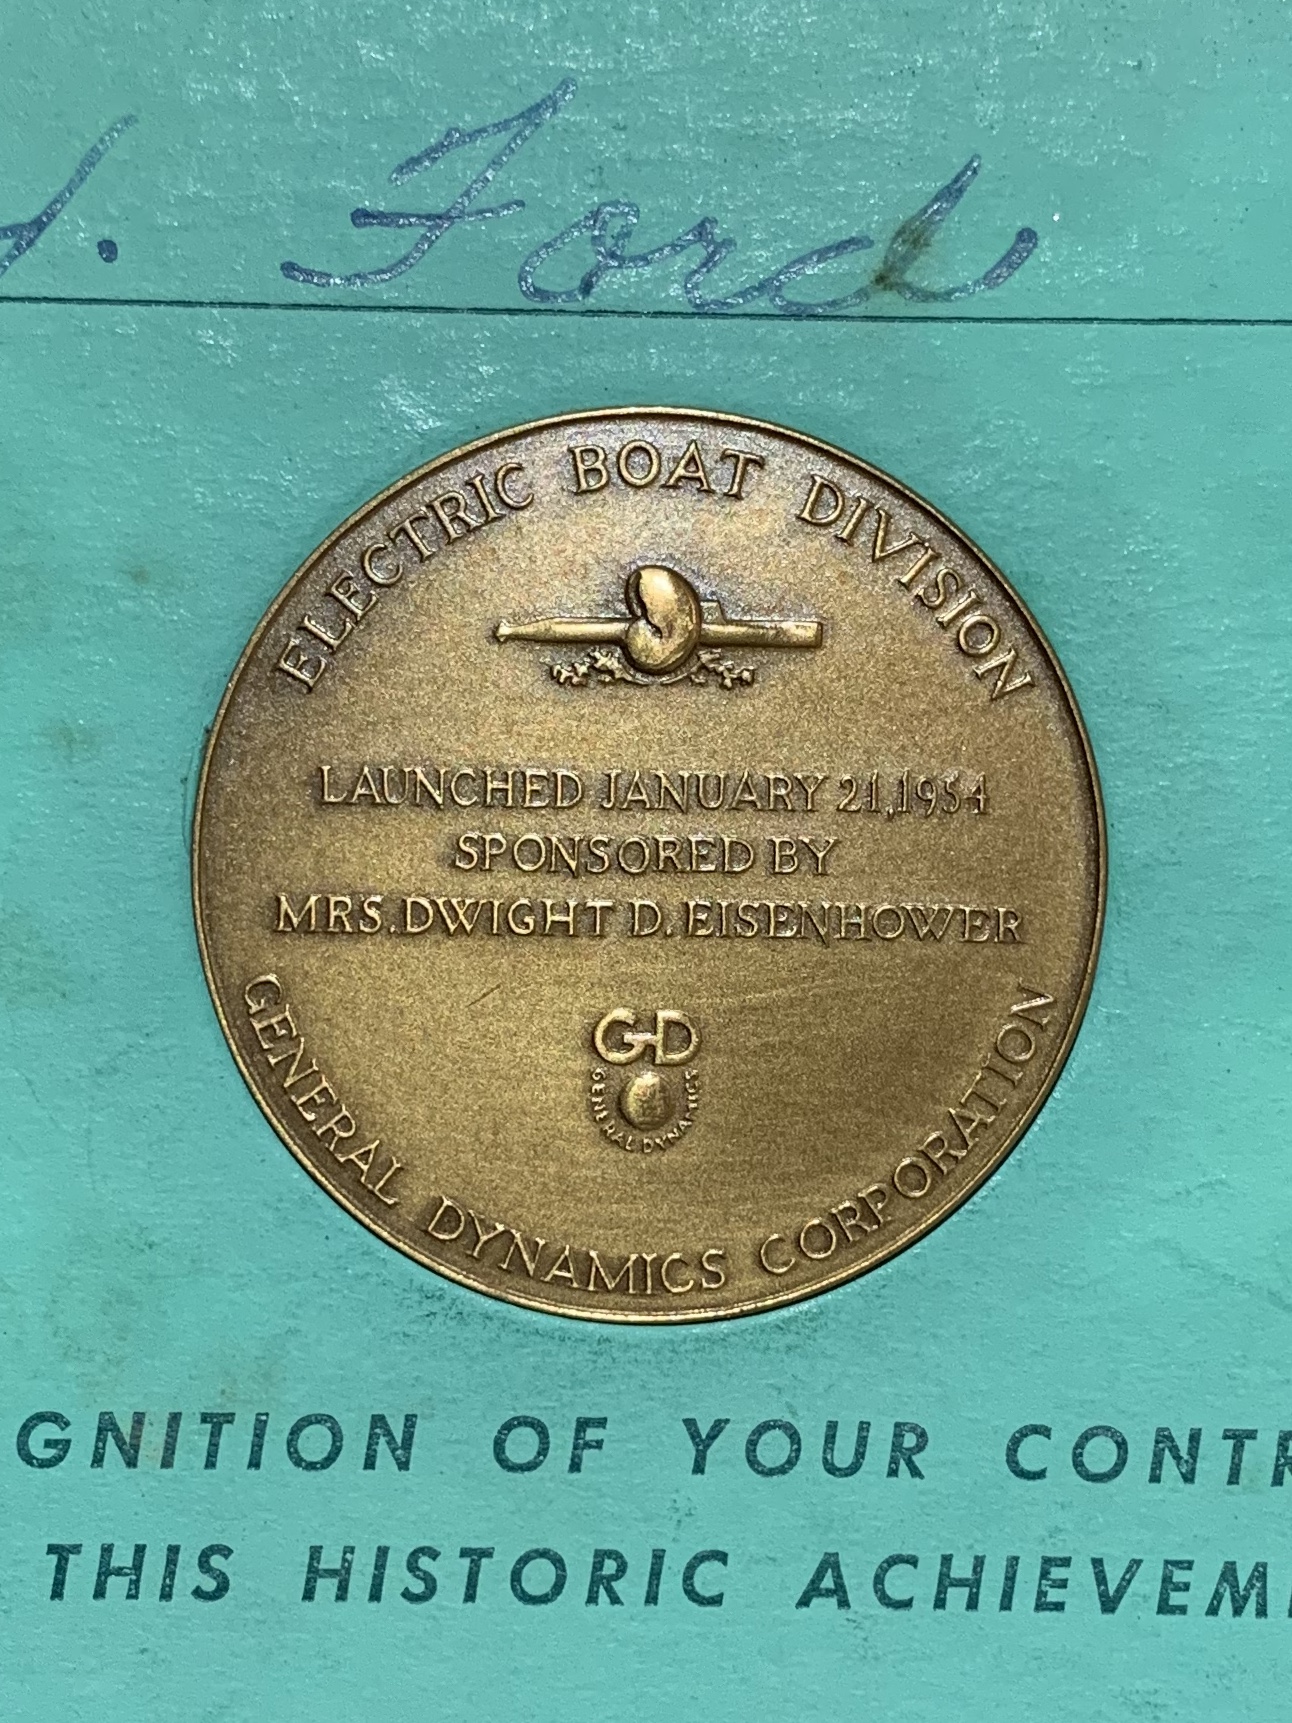 d. Ford
ELECTRIC BOAT DIVISION
LAUNCHED JANUARY 21,1954
SPONSORED BY
MRS.DWIGHT D. EISENHOWER
G-D
GENERAL DYNAMICS
GENERAL DYNAMICS CORPORATION
GNITION OF YOUR CONTR
THIS HISTORIC ACHIEVEM